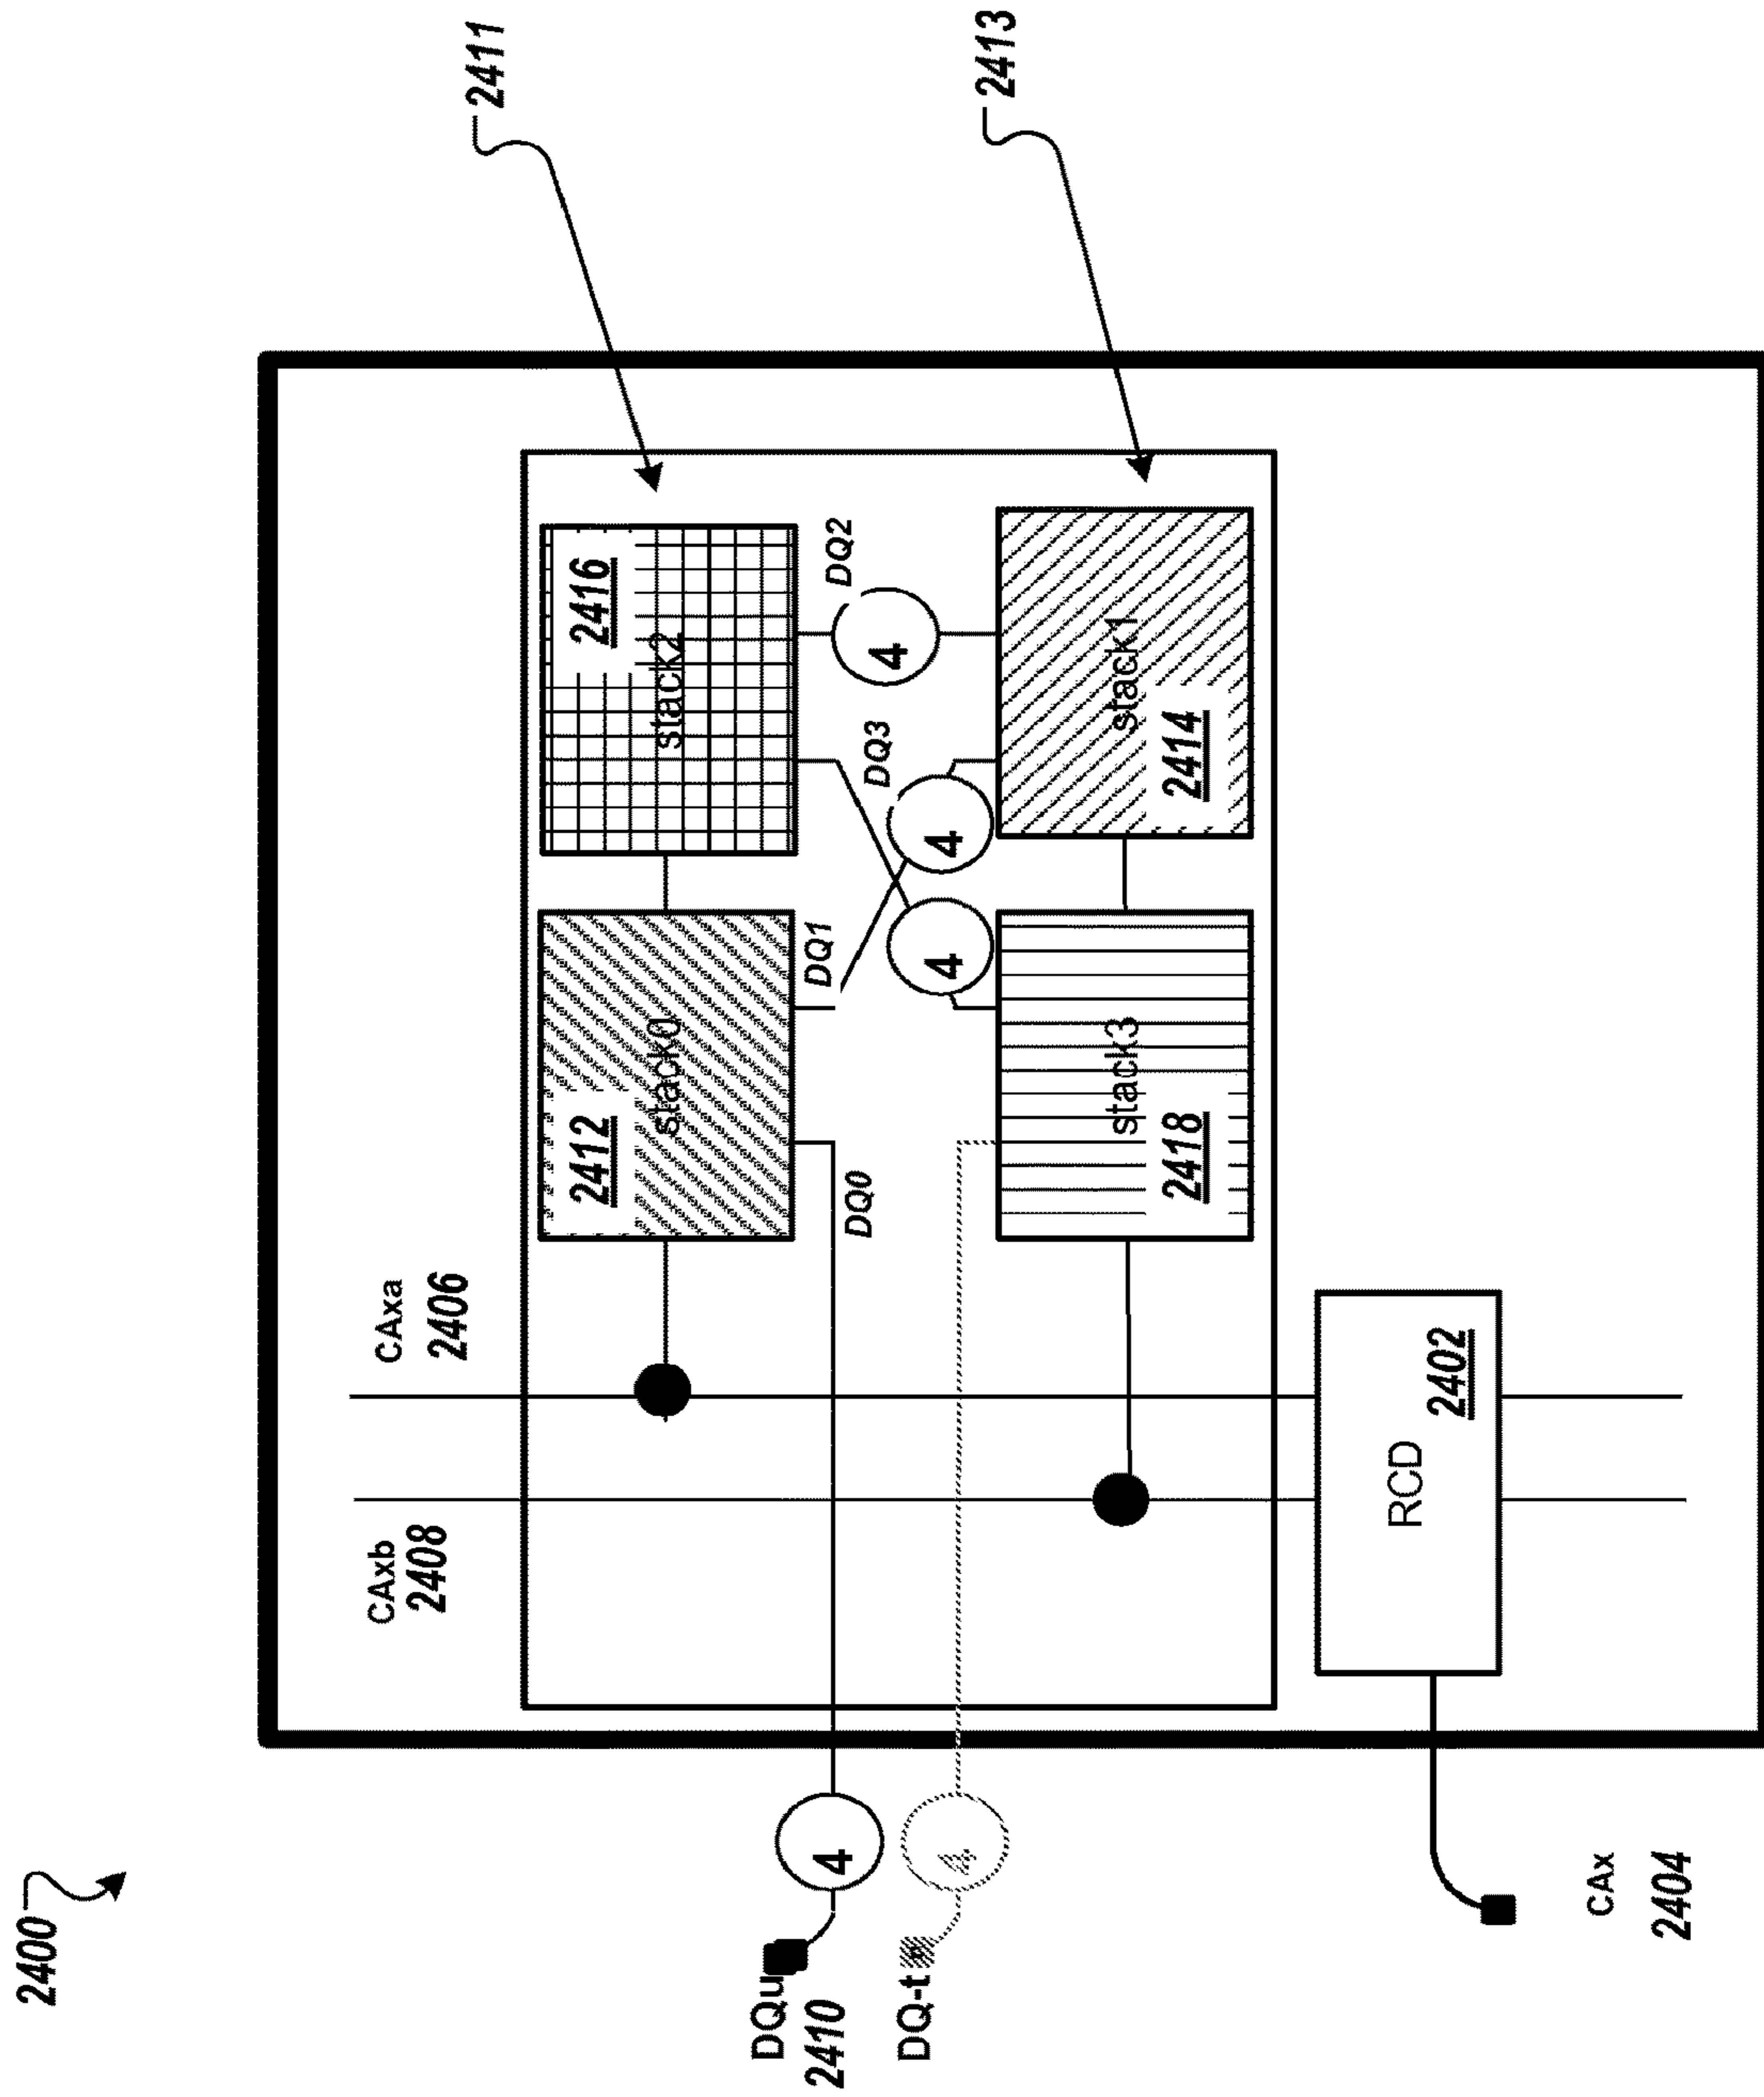 2400
CAxb
2408
CAxa
2406
2411
2412
2416
stack0
stack2
DQu
2410
4
DQ0
DQ1
DQ2
DQ3
4
DQ-t
4
4
4
2413
stack3
stack1
2418
2414
RCD
2402
CAx
2404